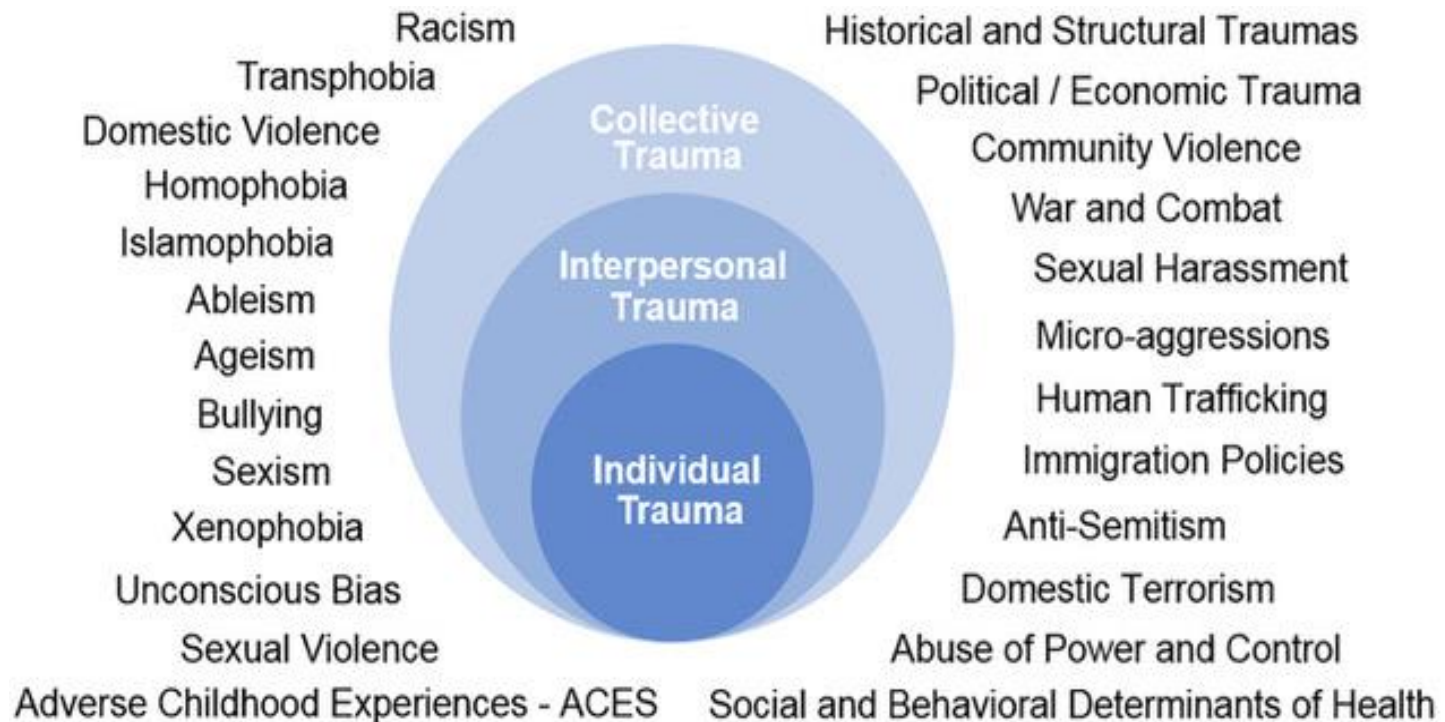 Racism
Transphobia
Domestic Violence
Homophobia
Islamophobia
Ableism
Ageism
Bullying
Sexism
Xenophobia
Unconscious Bias
Sexual Violence
Adverse Childhood Experiences - ACES
Collective
Trauma
Interpersonal
Trauma
Individual
Trauma
Historical and Structural Traumas
Political / Economic Trauma
Community Violence
War and Combat
Sexual Harassment
Micro-aggressions
Human Trafficking
Immigration Policies
Anti-Semitism
Domestic Terrorism
Abuse of Power and Control
Social and Behavioral Determinants of Health